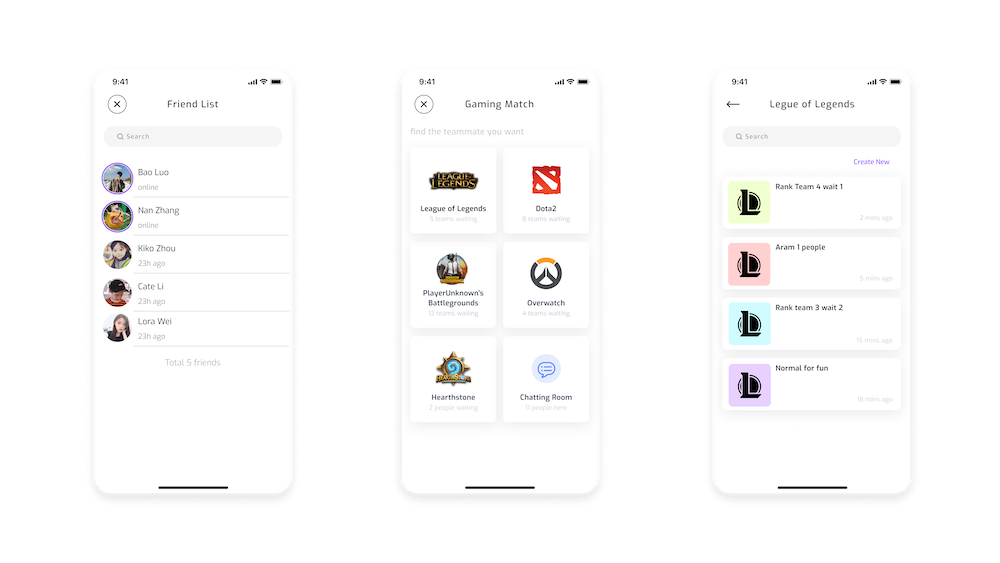 9:41
Friend List
Search
Bao Luo
online
Nan Zhang
online
Kiko Zhou
23h ago
Cate Li
23h ago
Lora Wei
23h ago
Total 5 friends
9:41
Gaming Match
find the teammate you want
LEAGUE OF LEGENDS
League of Legends
5 teams waiting
Dota2
8 teams waiting
PlayerUnknown's
Battlegrounds
12 teams waiting
Overwatch
4 teams waiting
HEARTHSTONE
Hearthstone
2 people waiting
Chatting Room
11 people here
9:41
Legue of Legends
Search
Create New
Rank Team 4 wait 1
2 mins ago
Aram 1 people
5 mins ago
Rank team 3 wait 2
15 mins ago
Normal for fun
18 mins ago